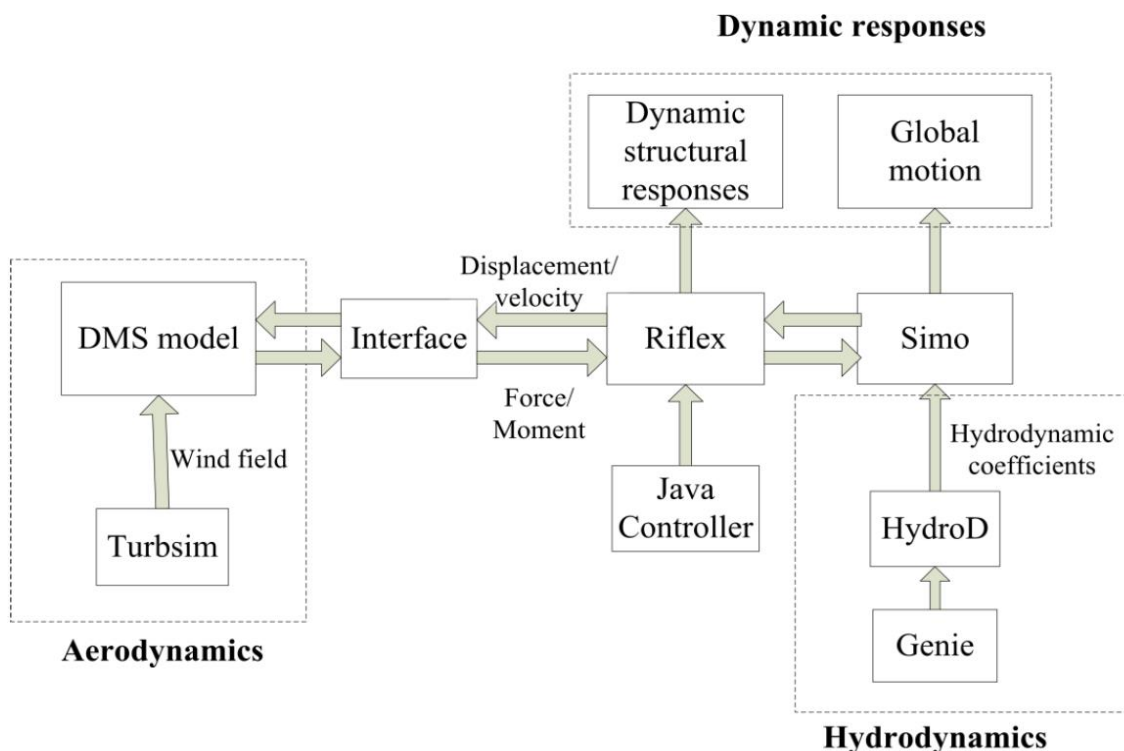 Dynamic responses
Dynamic
structural
responses
Global
motion
Displacement/
velocity
DMS model
Interface
Riflex
Simo
Force/
Moment
Wind field
Hydrodynamic
coefficients
Java
Controller
Turbsim
HydroD
Genie
Aerodynamics
Hydrodynamics